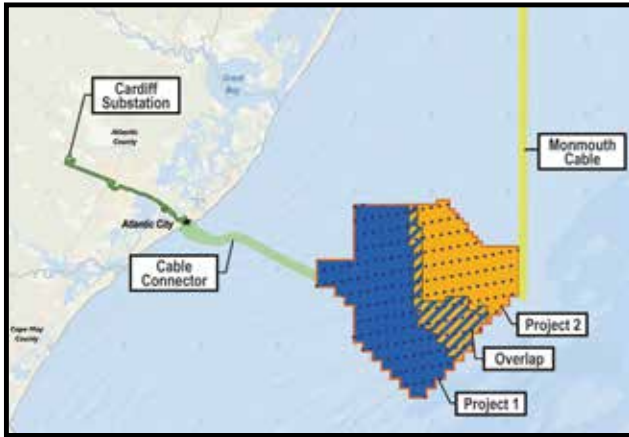 Great
Bay
Cardiff
Substation
Atlantic
County
Monmouth
Cable
Atlantic City
Cable
Connector
Cape May
County
Project 2
Overlap
Project 1